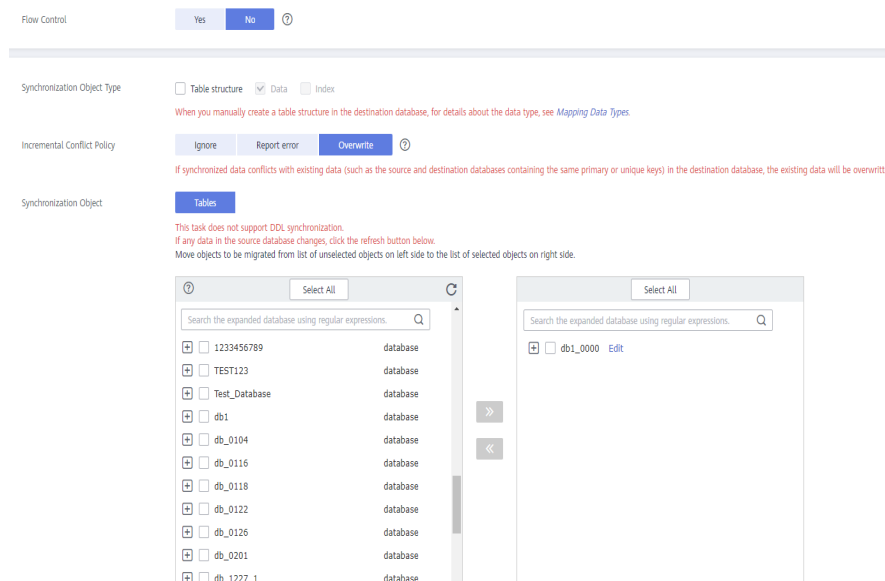 Flow Control Yes No ?
Synchronization Object Type Table structure Data Index
When you manually create a table structure in the destination database, for details about the data type, see Mapping Data Types.
Incremental Conflict Policy Ignore Report error Overwrite ?
If synchronized data conflicts with existing data (such as the source and destination databases containing the same primary or unique keys) in the destination database, the existing data will be overwritt
Synchronization Object Tables
This task does not support DDL synchronization.
If any data in the source database changes, click the refresh button below.
Move objects to be migrated from list of unselected objects on left side to the list of selected objects on right side.
? Select All Select All
Search the expanded database using regular expressions. Search the expanded database using regular expressions.
1233456789 database db1_0000 Edit
TEST123 database
Test_Database database
db1 database
db_0104 database
db_0116 database
db_0118 database
db_0122 database
db_0126 database
db_0201 database
db_1227_1 database